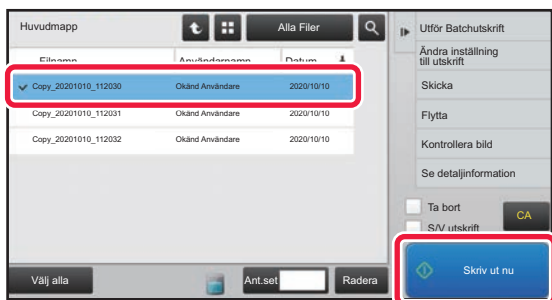 Huvudmapp
Alla Filer
Filnamn Användarnamn Datum
Copy_20201010_112030 Okänd Användare 2020/10/10
Copy_20201010_112031 Okänd Användare 2020/10/10
Copy_20201010_112032 Okänd Användare 2020/10/10
Välj alla
Ant.set
Radera
Utför Batchutskrift
Ändra inställning
till utskrift
Skicka
Flytta
Kontrollera bild
Se detaljinformation
Ta bort
CA
S/V utskrift
Skriv ut nu